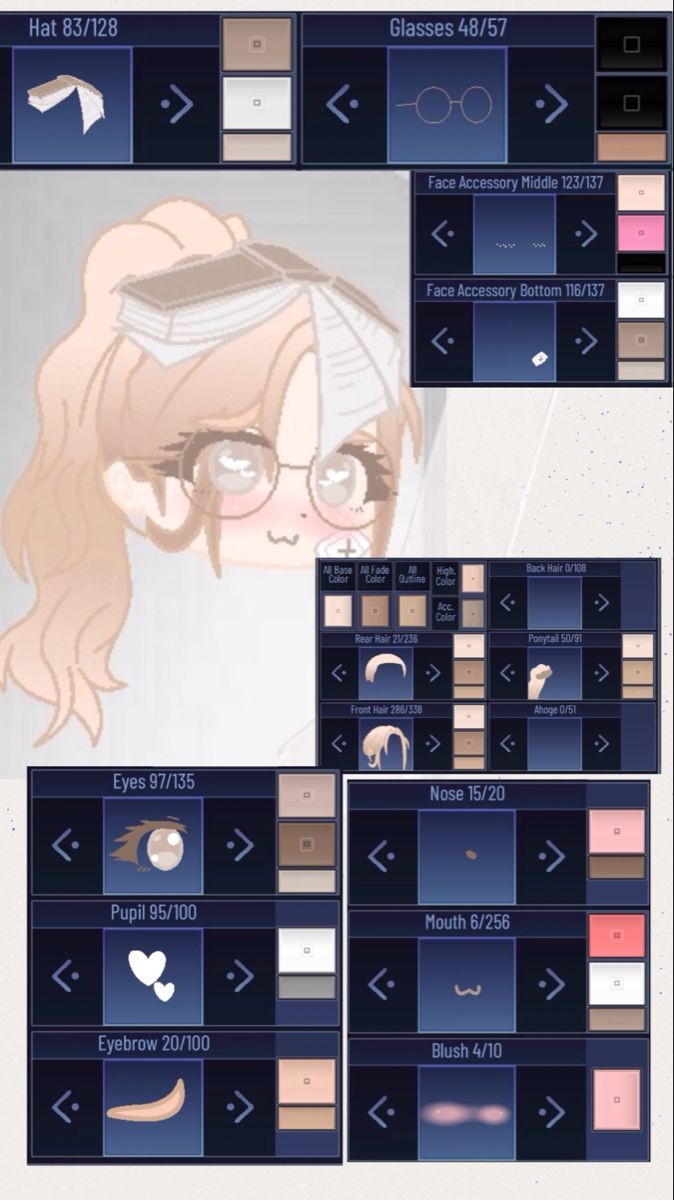 Hat 83/128
Glasses 48/57
Face Accessory Middle 123/137
Face Accessory Bottom 116/137
All Base Color
All Fade Color
All Outline
High. Color
Acc. Color
Back Hair 0/108
Rear Hair 21/236
Ponytail 50/91
Front Hair 286/338
Ahoge 0/51
Eyes 97/135
Nose 15/20
Pupil 95/100
Mouth 6/256
Eyebrow 20/100
Blush 4/10